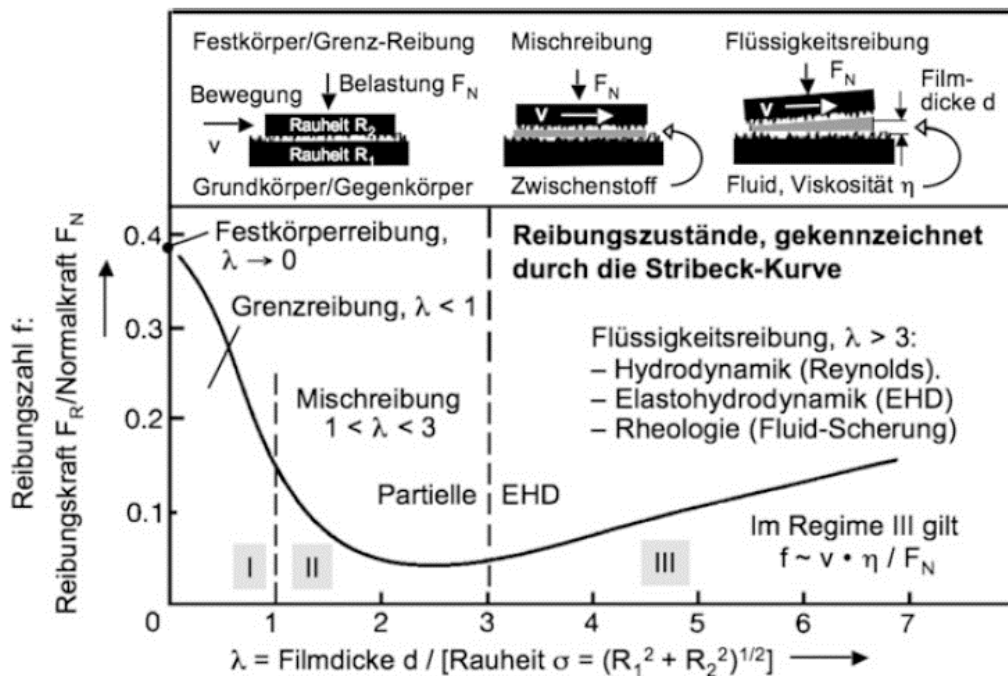 Festkörper/Grenz-Reibung
Bewegung
v
Belastung F_N
Rauheit R_2
Rauheit R_1
Grundkörper/Gegenkörper
Mischreibung
F_N
v
Zwischenstoff
Flüssigkeitsreibung
F_N
v
Film-
dicke d
Fluid, Viskosität η
Reibungszahl f:
Reibungskraft F_R/Normalkraft F_N
0.4
0.3
0.2
0.1
Festkörperreibung,
λ → 0
Grenzreibung, λ < 1
Mischreibung
1 < λ < 3
Reibungszustände, gekennzeichnet
durch die Stribeck-Kurve
Flüssigkeitsreibung, λ > 3:
– Hydrodynamik (Reynolds).
– Elastohydrodynamik (EHD)
– Rheologie (Fluid-Scherung)
Partielle EHD
Im Regime III gilt
f ~ v • η / F_N
I II III
0 1 2 3 4 5 6 7
λ = Filmdicke d / [Rauheit σ = (R_1² + R_2²)^1/2]